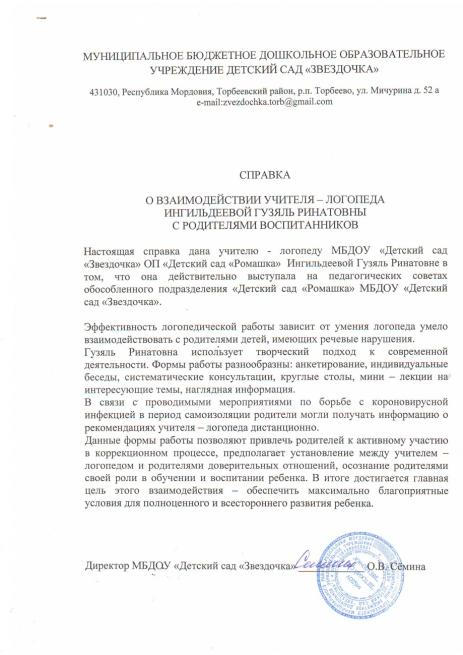 МУНИЦИПАЛЬНОЕ БЮДЖЕТНОЕ ДОШКОЛЬНОЕ ОБРАЗОВАТЕЛЬНОЕ
УЧРЕЖДЕНИЕ ДЕТСКИЙ САД «ЗВЕЗДОЧКА»
431030, Республика Мордовия, Торбеевский район, р.п. Торбеево, ул. Мичурина д. 52 а
e-mail:zvezdochka.torb@gmail.com
СПРАВКА
О ВЗАИМОДЕЙСТВИИ УЧИТЕЛЯ – ЛОГОПЕДА
ИНГИЛЬДЕЕВОЙ ГУЗЯЛЬ РИНАТОВНЫ
С РОДИТЕЛЯМИ ВОСПИТАННИКОВ
Настоящая справка дана учителю - логопеду МБДОУ «Детский сад
«Звездочка» ОП «Детский сад «Ромашка» Ингильдеевой Гузяль Ринатовне в
том, что она действительно выступала на педагогических советах
обособленного подразделения «Детский сад «Ромашка» МБДОУ «Детский
сад «Звездочка».
Эффективность логопедической работы зависит от умения логопеда умело
взаимодействовать с родителями детей, имеющих речевые нарушения.
Гузяль Ринатовна использует творческий подход к современной
деятельности. Формы работы разнообразны: анкетирование, индивидуальные
беседы, систематические консультации, круглые столы, мини – лекции на
интересующие темы, наглядная информация.
В связи с проводимыми мероприятиями по борьбе с короновирусной
инфекцией в период самоизоляции родители могли получать информацию о
рекомендациях учителя – логопеда дистанционно.
Данные формы работы позволяют привлечь родителей к активному участию
в коррекционном процессе, предполагает установление между учителем –
логопедом и родителями доверительных отношений, осознание родителями
своей роли в обучении и воспитании ребенка. В итоге достигается главная
цель этого взаимодействия – обеспечить максимально благоприятные
условия для полноценного и всестороннего развития ребенка.
Директор МБДОУ «Детский сад «Звездочка» О.В. Сёмина